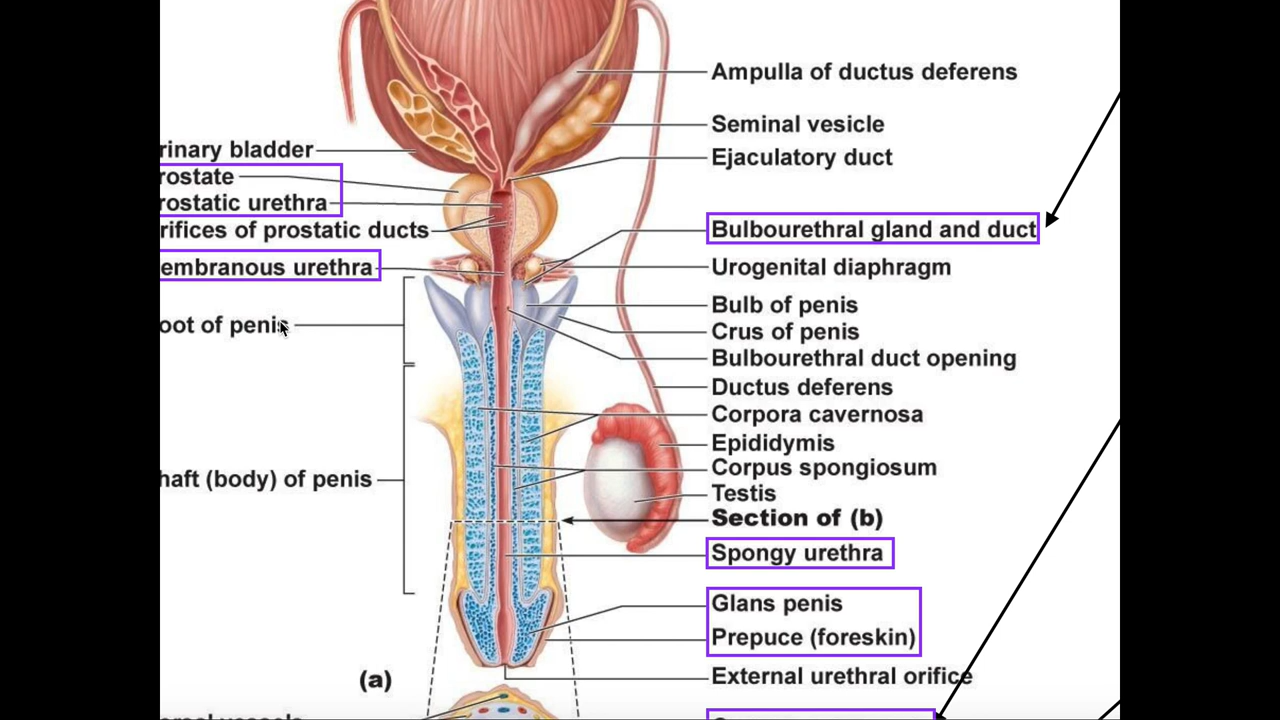 Ampulla of ductus deferens
Seminal vesicle
Ejaculatory duct
Bulbourethral gland and duct
Urogenital diaphragm
Bulb of penis
Crus of penis
Bulbourethral duct opening
Ductus deferens
Corpora cavernosa
Epididymis
Corpus spongiosum
Testis
Section of (b)
Spongy urethra
Glans penis
Prepuce (foreskin)
External urethral orifice
rinary bladder
rostate
rostatic urethra
rifices of prostatic ducts
embranous urethra
oot of penis
haft (body) of penis
(a)